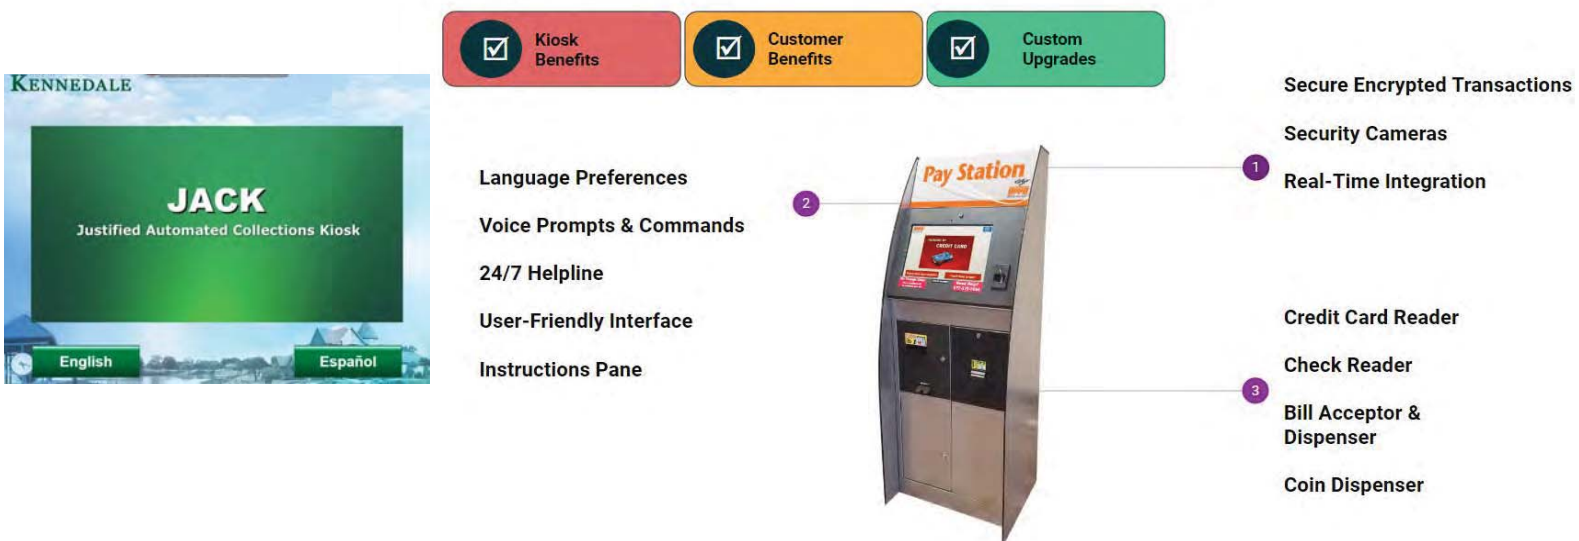 Kiosk
Benefits
Customer
Benefits
Custom
Upgrades
KENNEDALE
JACK
Justified Automated Collections Kiosk
English
Español
Language Preferences
Voice Prompts & Commands
24/7 Helpline
User-Friendly Interface
Instructions Pane
2
Pay Station
CREDIT CARD
1
Secure Encrypted Transactions
Security Cameras
Real-Time Integration
3
Credit Card Reader
Check Reader
Bill Acceptor &
Dispenser
Coin Dispenser